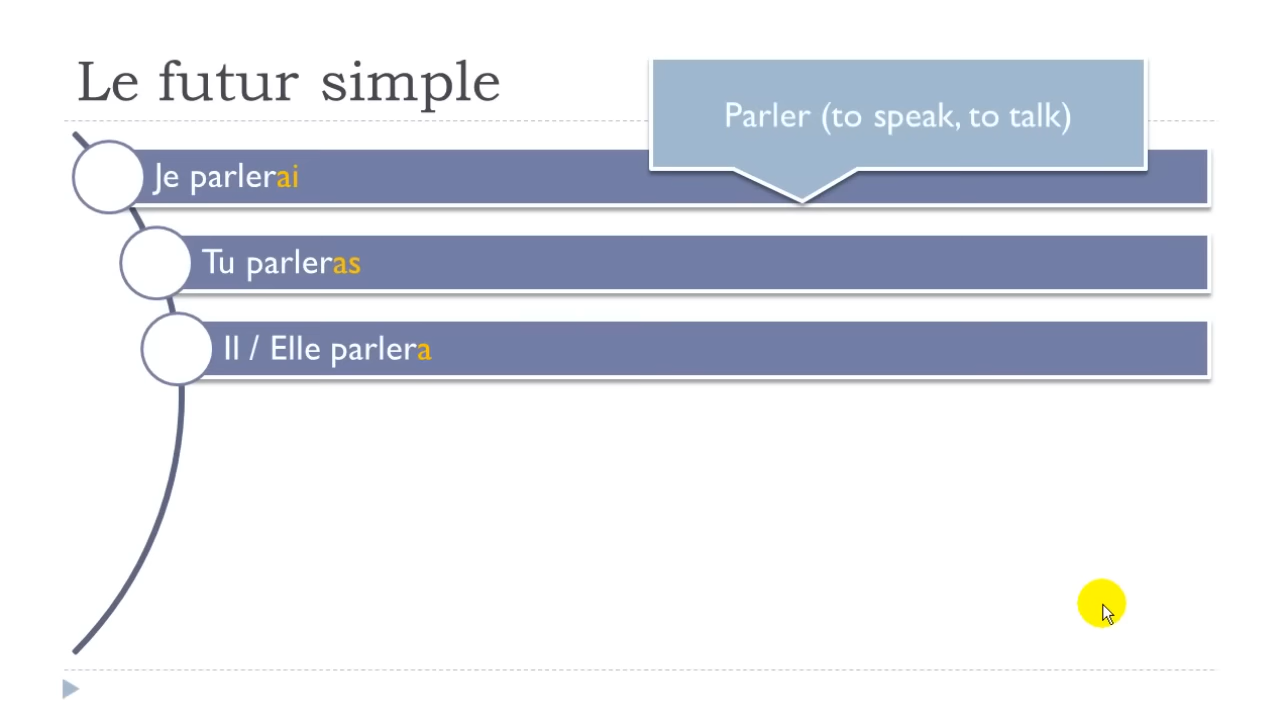 Le futur simple
Parler (to speak, to talk)
Je parlerai
Tu parleras
Il / Elle parlera